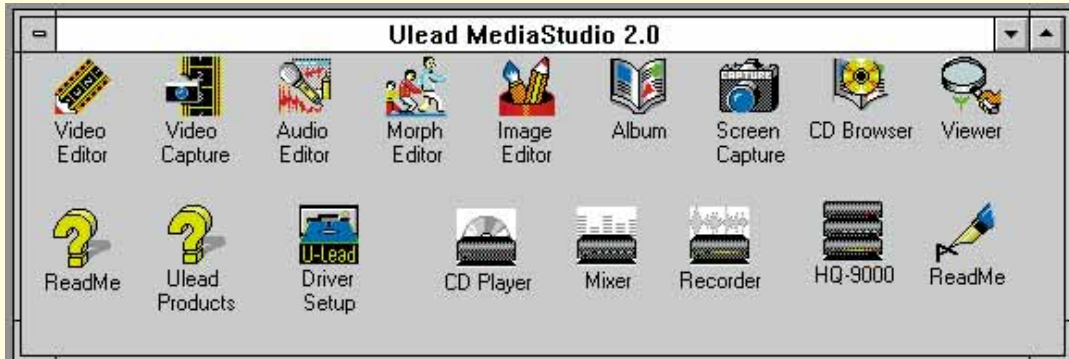 Ulead MediaStudio 2.0
CAPTURE
Video Editor
Video Capture
Audio Editor
Morph Editor
Image Editor
Album
Screen Capture
CD Browser
Viewer
U-Lead
ReadMe
Ulead Products
Driver Setup
CD Player
Mixer
Recorder
HQ-9000
ReadMe